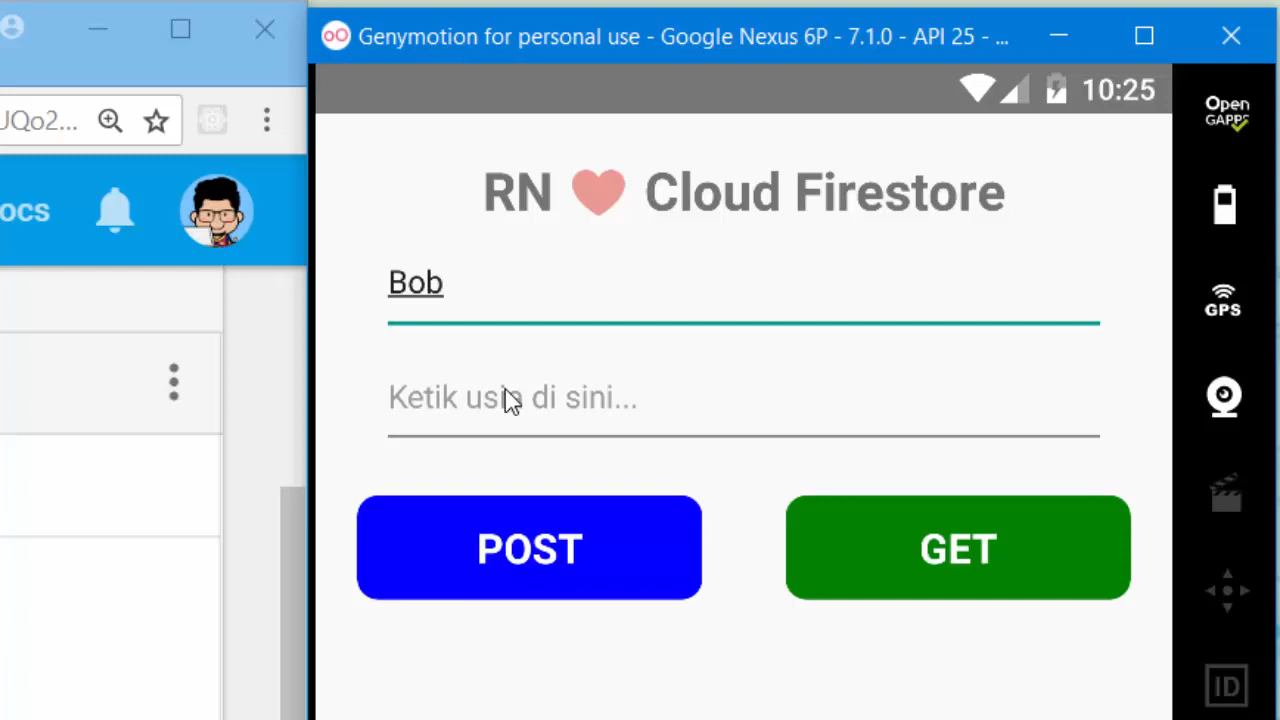 Genymotion for personal use - Google Nexus 6P - 7.1.0 - API 25 - ...
JQo2...
10:25
Open
GAPPS
ocs
RN ❤ Cloud Firestore
Bob
GPS
Ketik usia di sini...
POST
GET
ID